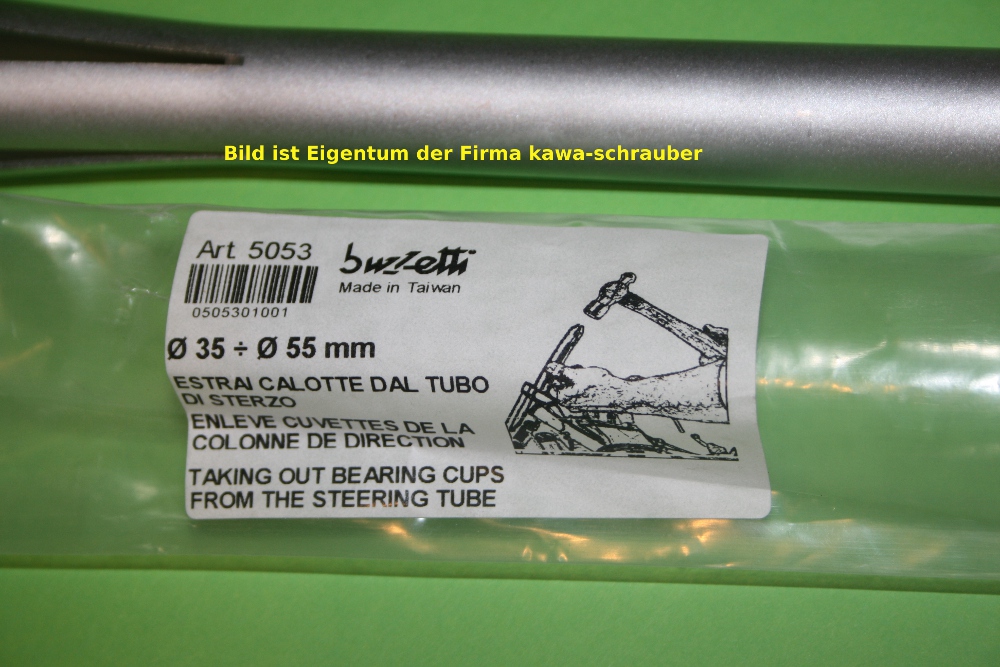 Bild ist Eigentum der Firma kawa-schrauber
Art. 5053
buzzetti
Made in Taiwan
0505301001
Ø 35 ÷ Ø 55 mm
ESTRAI CALOTTE DAL TUBO
DI STERZO
ENLEVE CUVETTES DE LA
COLONNE DE DIRECTION
TAKING OUT BEARING CUPS
FROM THE STEERING TUBE